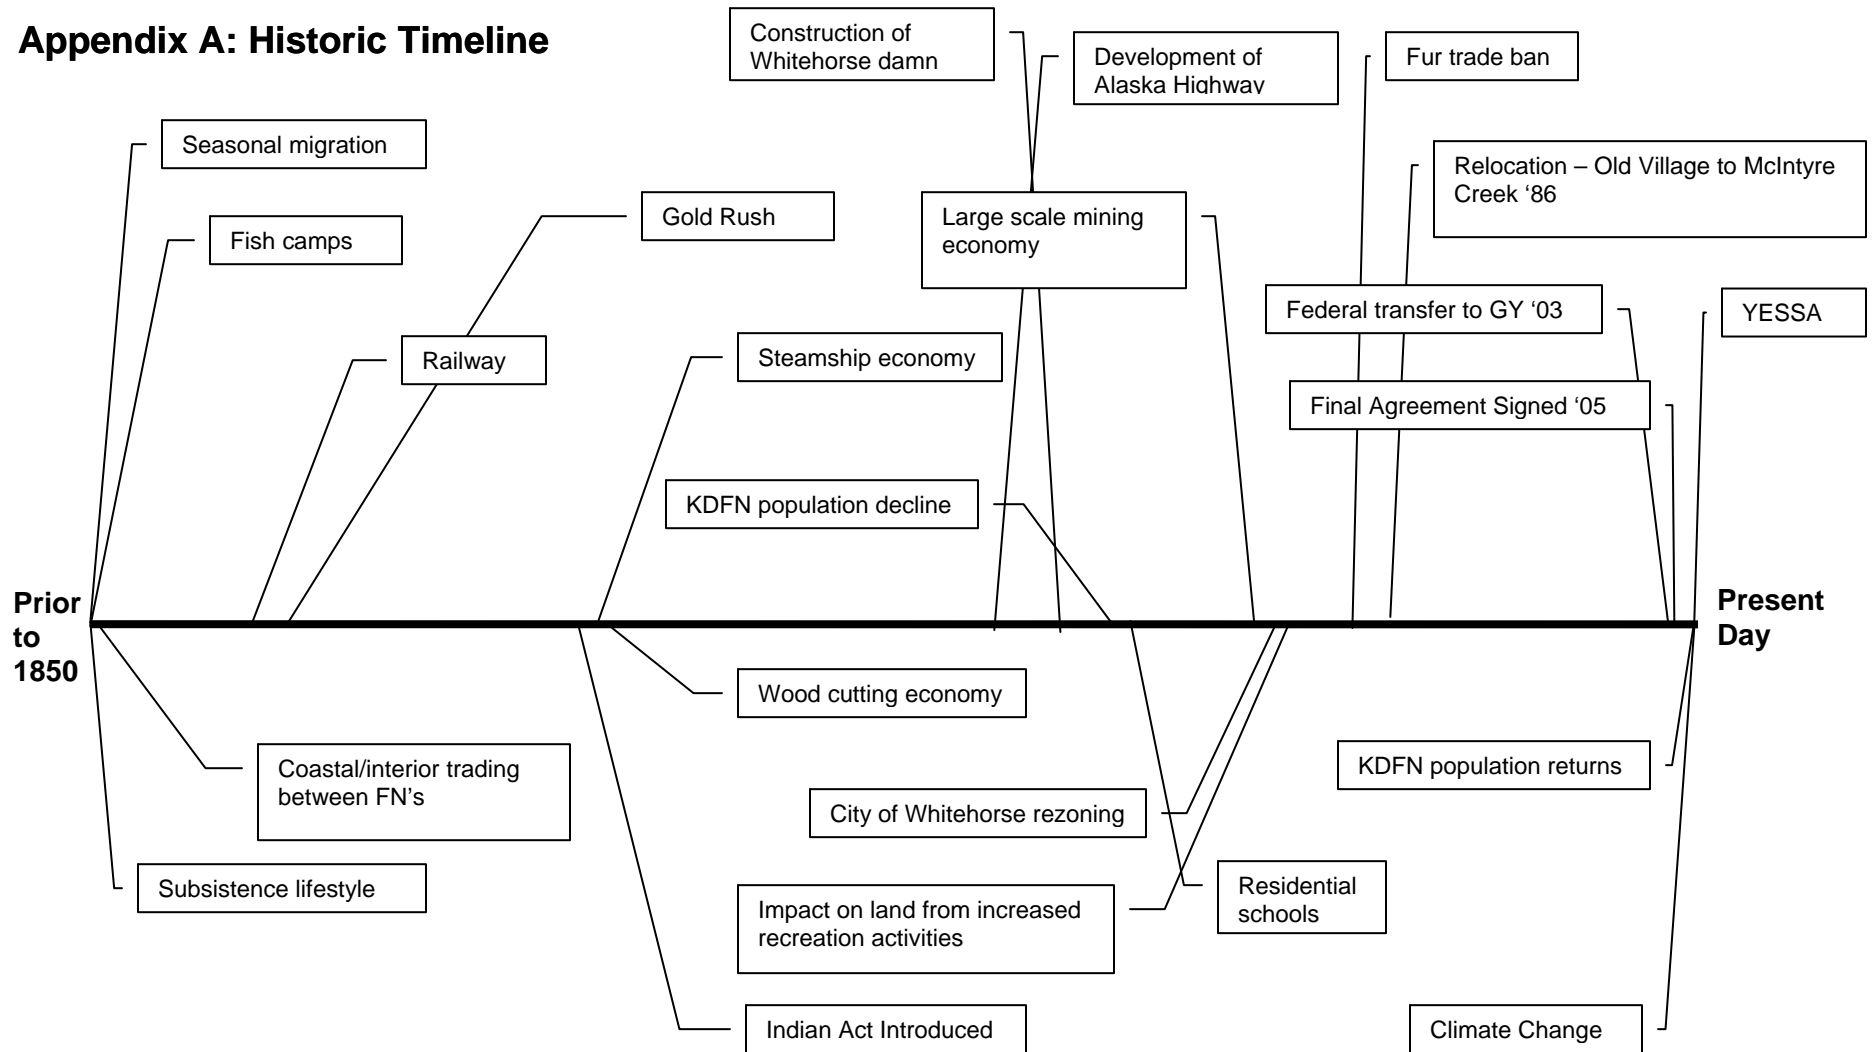 Appendix A: Historic Timeline
Construction of
Whitehorse damn
Development of
Alaska Highway
Fur trade ban
Seasonal migration
Relocation – Old Village to McIntyre
Creek ‘86
Fish camps
Gold Rush
Large scale mining
economy
Federal transfer to GY ‘03
YESSA
Railway
Steamship economy
Final Agreement Signed ‘05
KDFN population decline
Prior
to
1850
Present
Day
Wood cutting economy
Coastal/interior trading
between FN’s
KDFN population returns
City of Whitehorse rezoning
Subsistence lifestyle
Impact on land from increased
recreation activities
Residential
schools
Indian Act Introduced
Climate Change